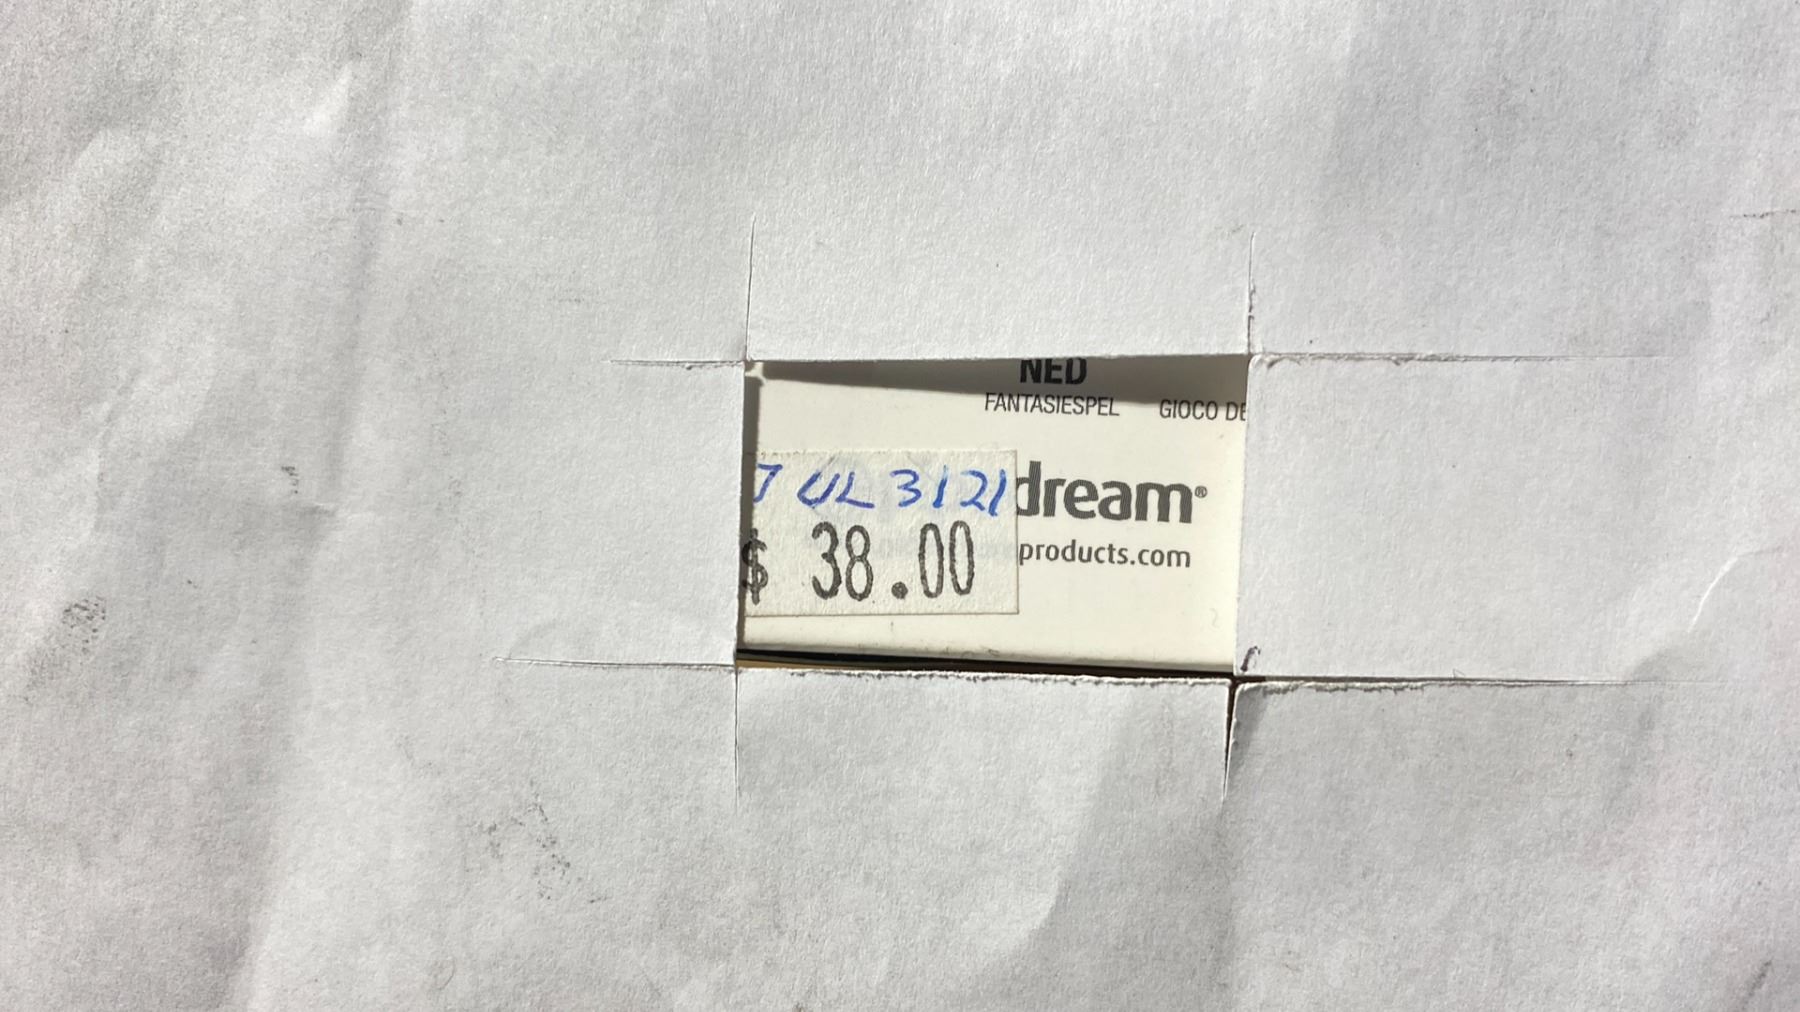 NED
FANTASIESPEL GIOCO DE
JUL 3121
dream®
$ 38.00
products.com